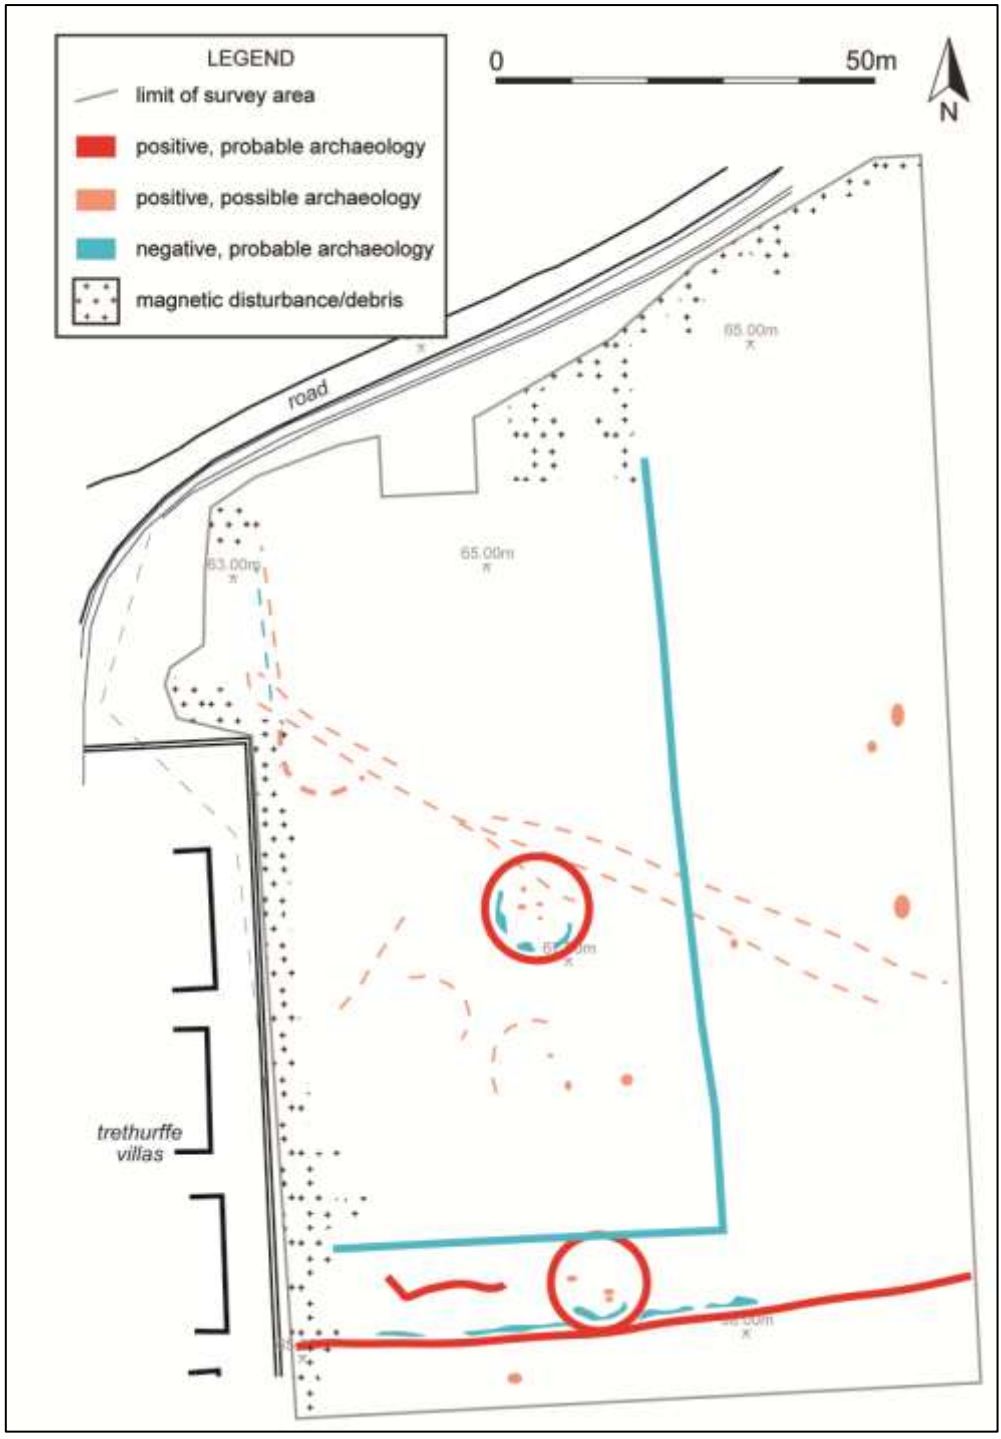 LEGEND
limit of survey area
positive, probable archaeology
positive, possible archaeology
negative, probable archaeology
magnetic disturbance/debris
0 50m
N
road
65.00m
63.00m
65.00m
trethurffe
villas